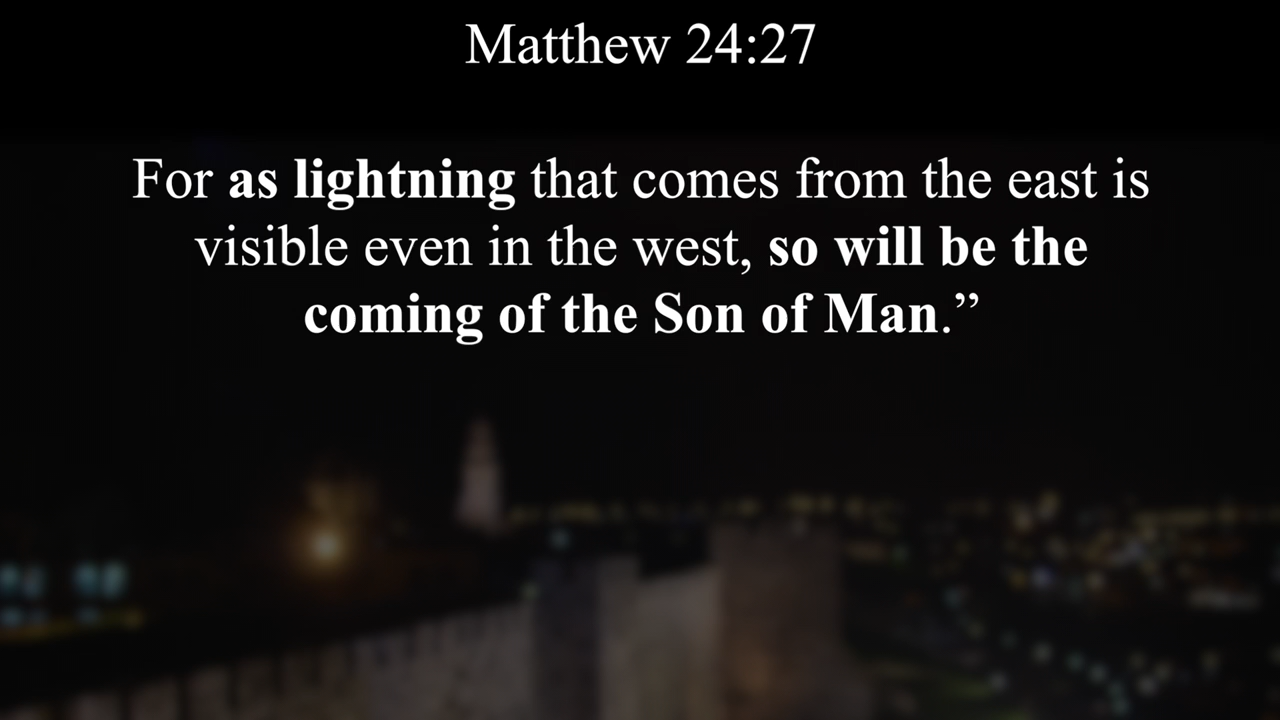 Matthew 24:27
For as lightning that comes from the east is
visible even in the west, so will be the
coming of the Son of Man.”